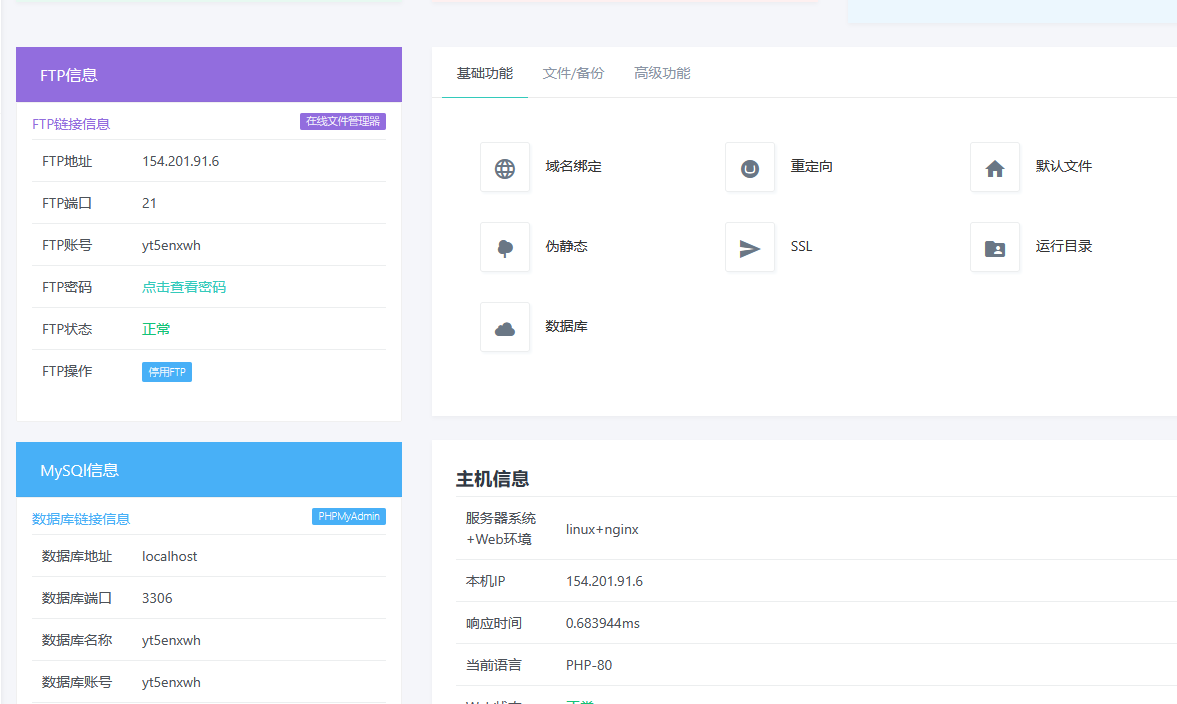 FTP信息
FTP链接信息
在线文件管理器
FTP地址 154.201.91.6
FTP端口 21
FTP账号 yt5enxwh
FTP密码 点击查看密码
FTP状态 正常
FTP操作 停用FTP
基础功能 文件/备份 高级功能
域名绑定 重定向 默认文件
伪静态 SSL 运行目录
数据库
MySQl信息
数据库链接信息
PHPMyAdmin
数据库地址 localhost
数据库端口 3306
数据库名称 yt5enxwh
数据库账号 yt5enxwh
主机信息
服务器系统
+Web环境
linux+nginx
本机IP 154.201.91.6
响应时间 0.683944ms
当前语言 PHP-80